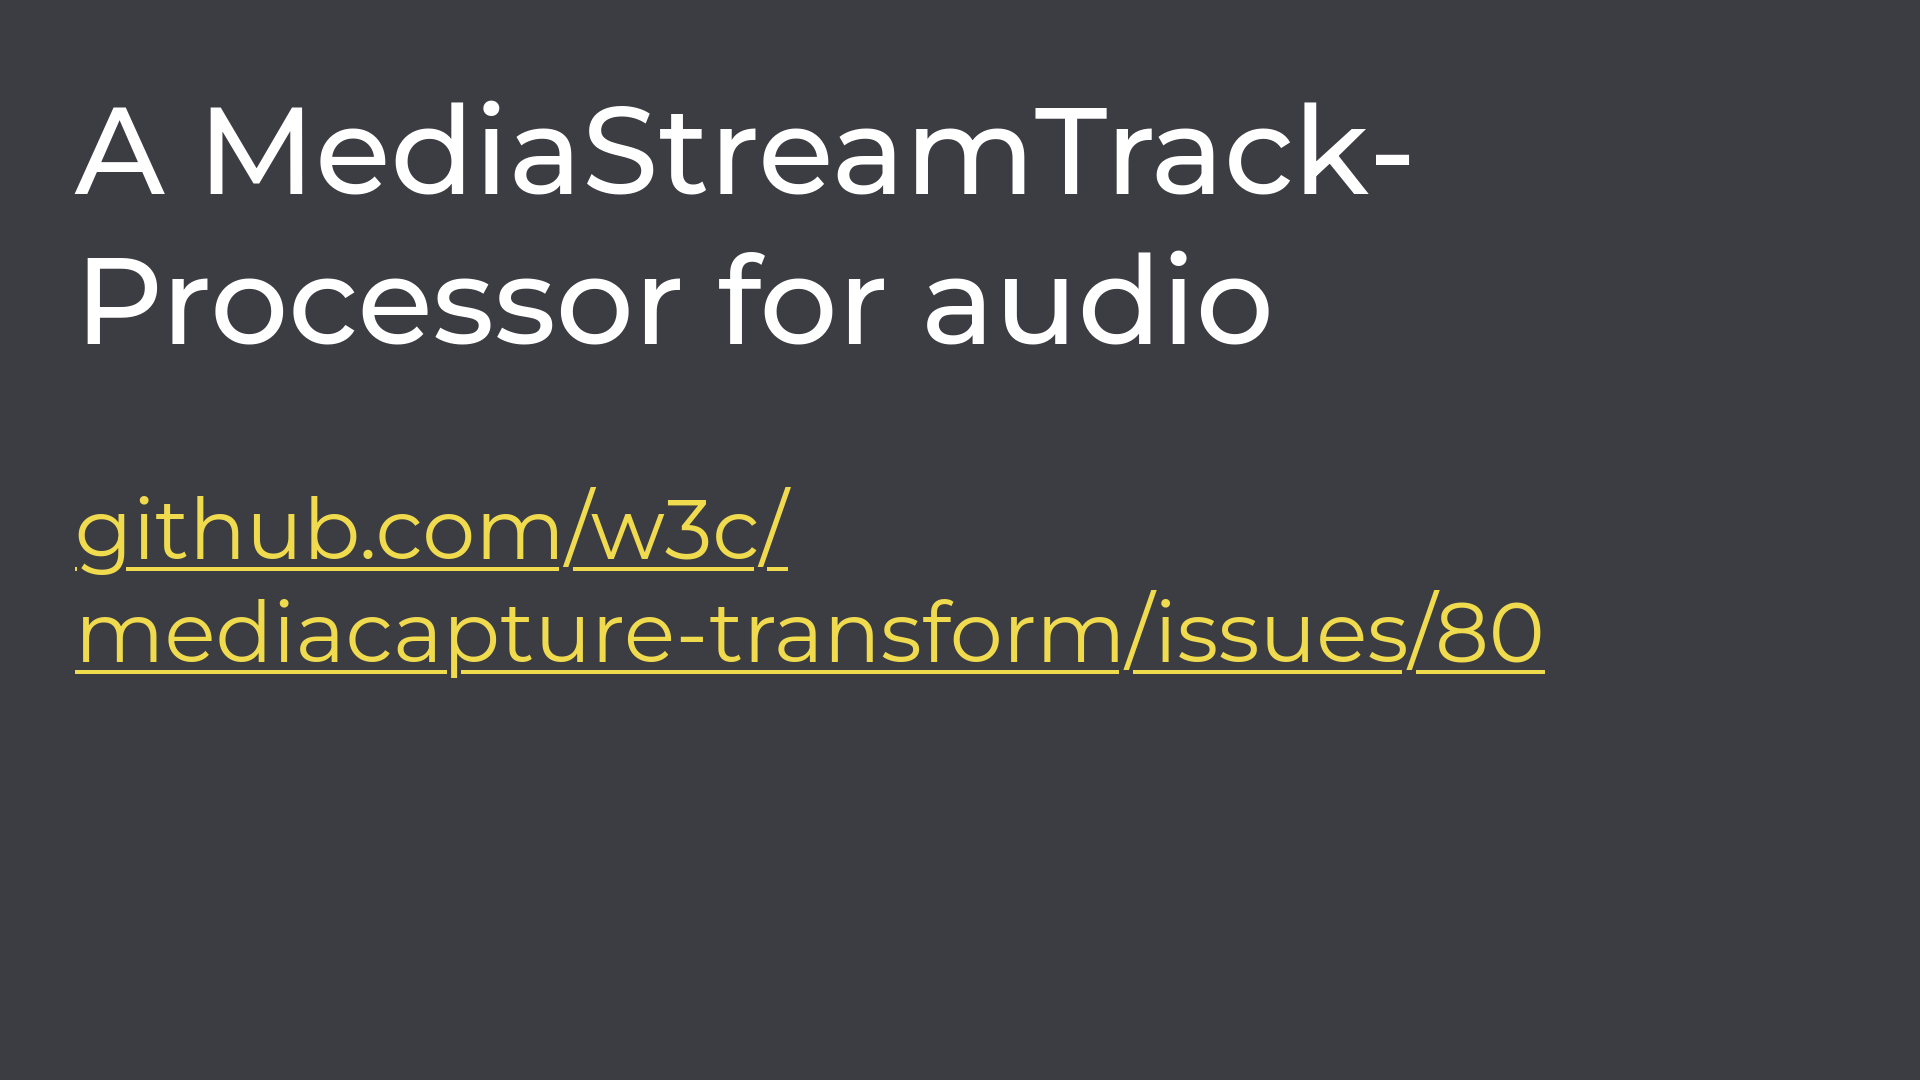 A MediaStreamTrack-
Processor for audio
github.com/w3c/
mediacapture-transform/issues/80